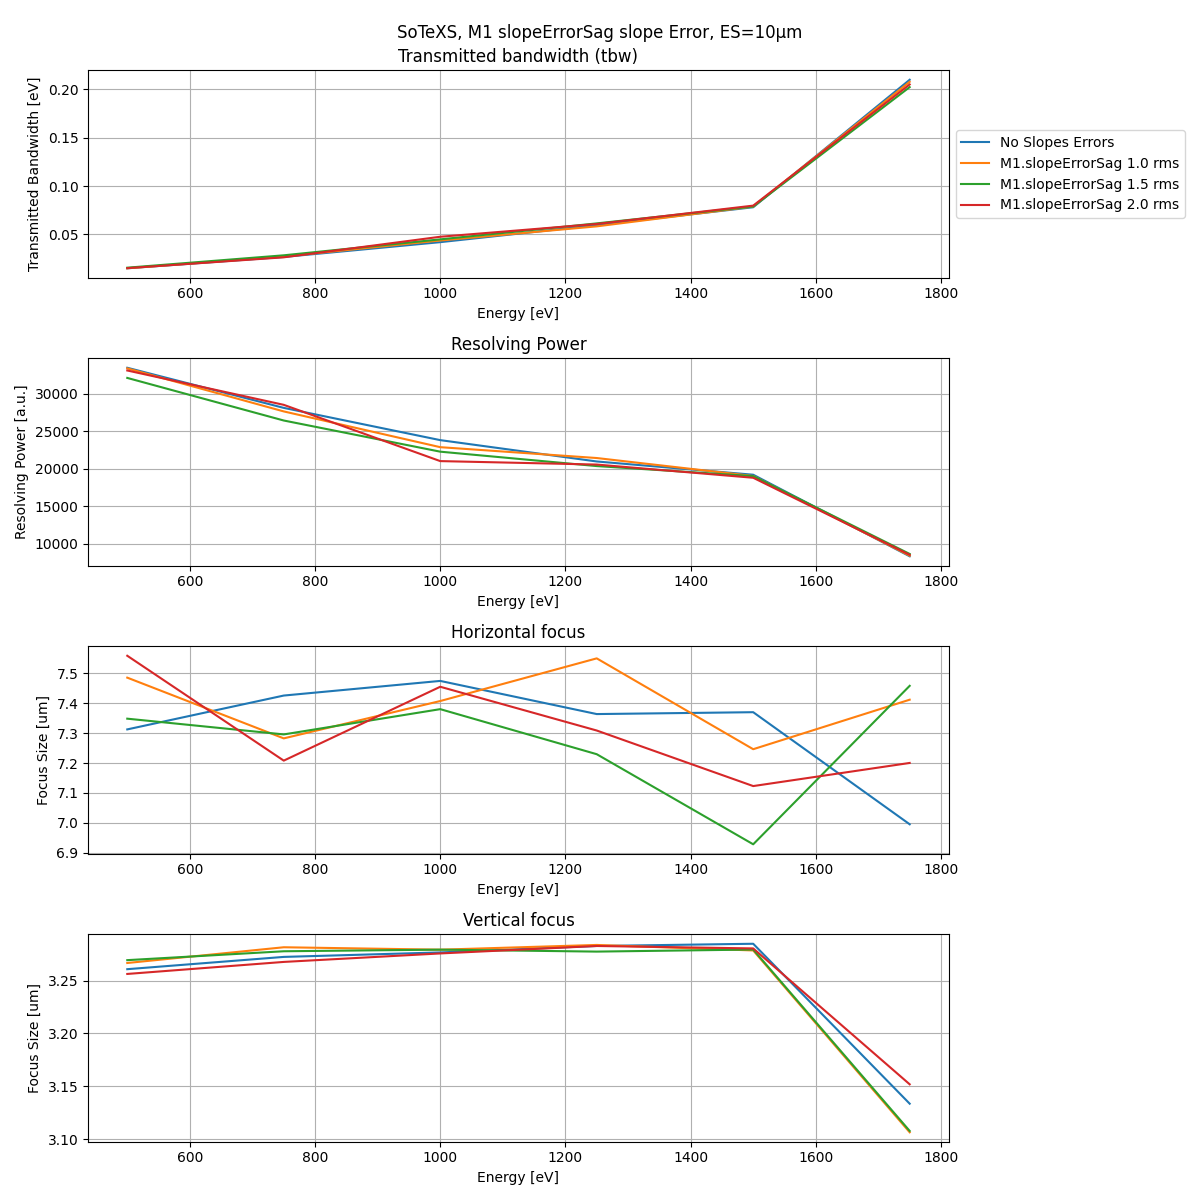 SoTeXS, M1 slopeErrorSag slope Error, ES=10µm
Transmitted bandwidth (tbw)
Transmitted Bandwidth [eV]
0.20
0.15
0.10
0.05
600 800 1000 1200 1400 1600 1800
Energy [eV]
No Slopes Errors
M1.slopeErrorSag 1.0 rms
M1.slopeErrorSag 1.5 rms
M1.slopeErrorSag 2.0 rms
Resolving Power
Resolving Power [a.u.]
30000
25000
20000
15000
10000
600 800 1000 1200 1400 1600 1800
Energy [eV]
Horizontal focus
Focus Size [um]
7.5
7.4
7.3
7.2
7.1
7.0
6.9
600 800 1000 1200 1400 1600 1800
Energy [eV]
Vertical focus
Focus Size [um]
3.25
3.20
3.15
3.10
600 800 1000 1200 1400 1600 1800
Energy [eV]